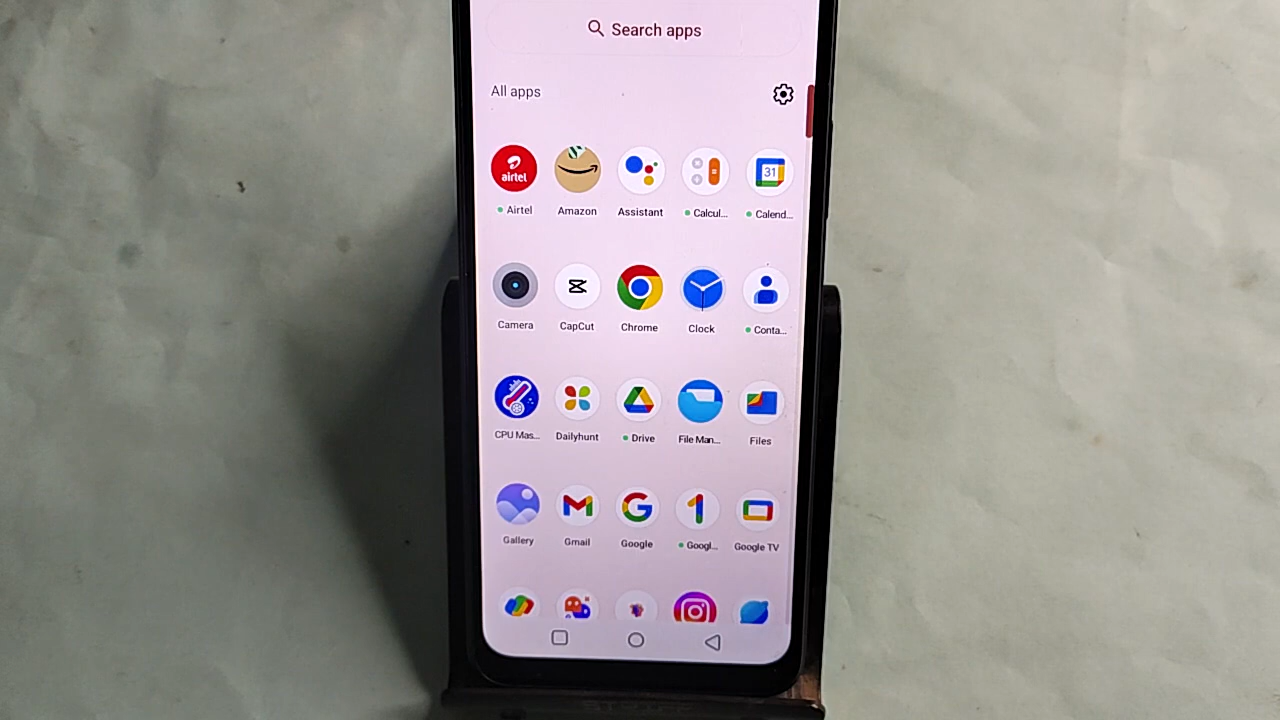 Search apps
All apps
airtel
31
Airtel Amazon Assistant Calcul... Calend...
Camera CapCut Chrome Clock Conta...
CPU Mas... Dailyhunt Drive File Man... Files
Gallery Gmail Google Googl... Google TV